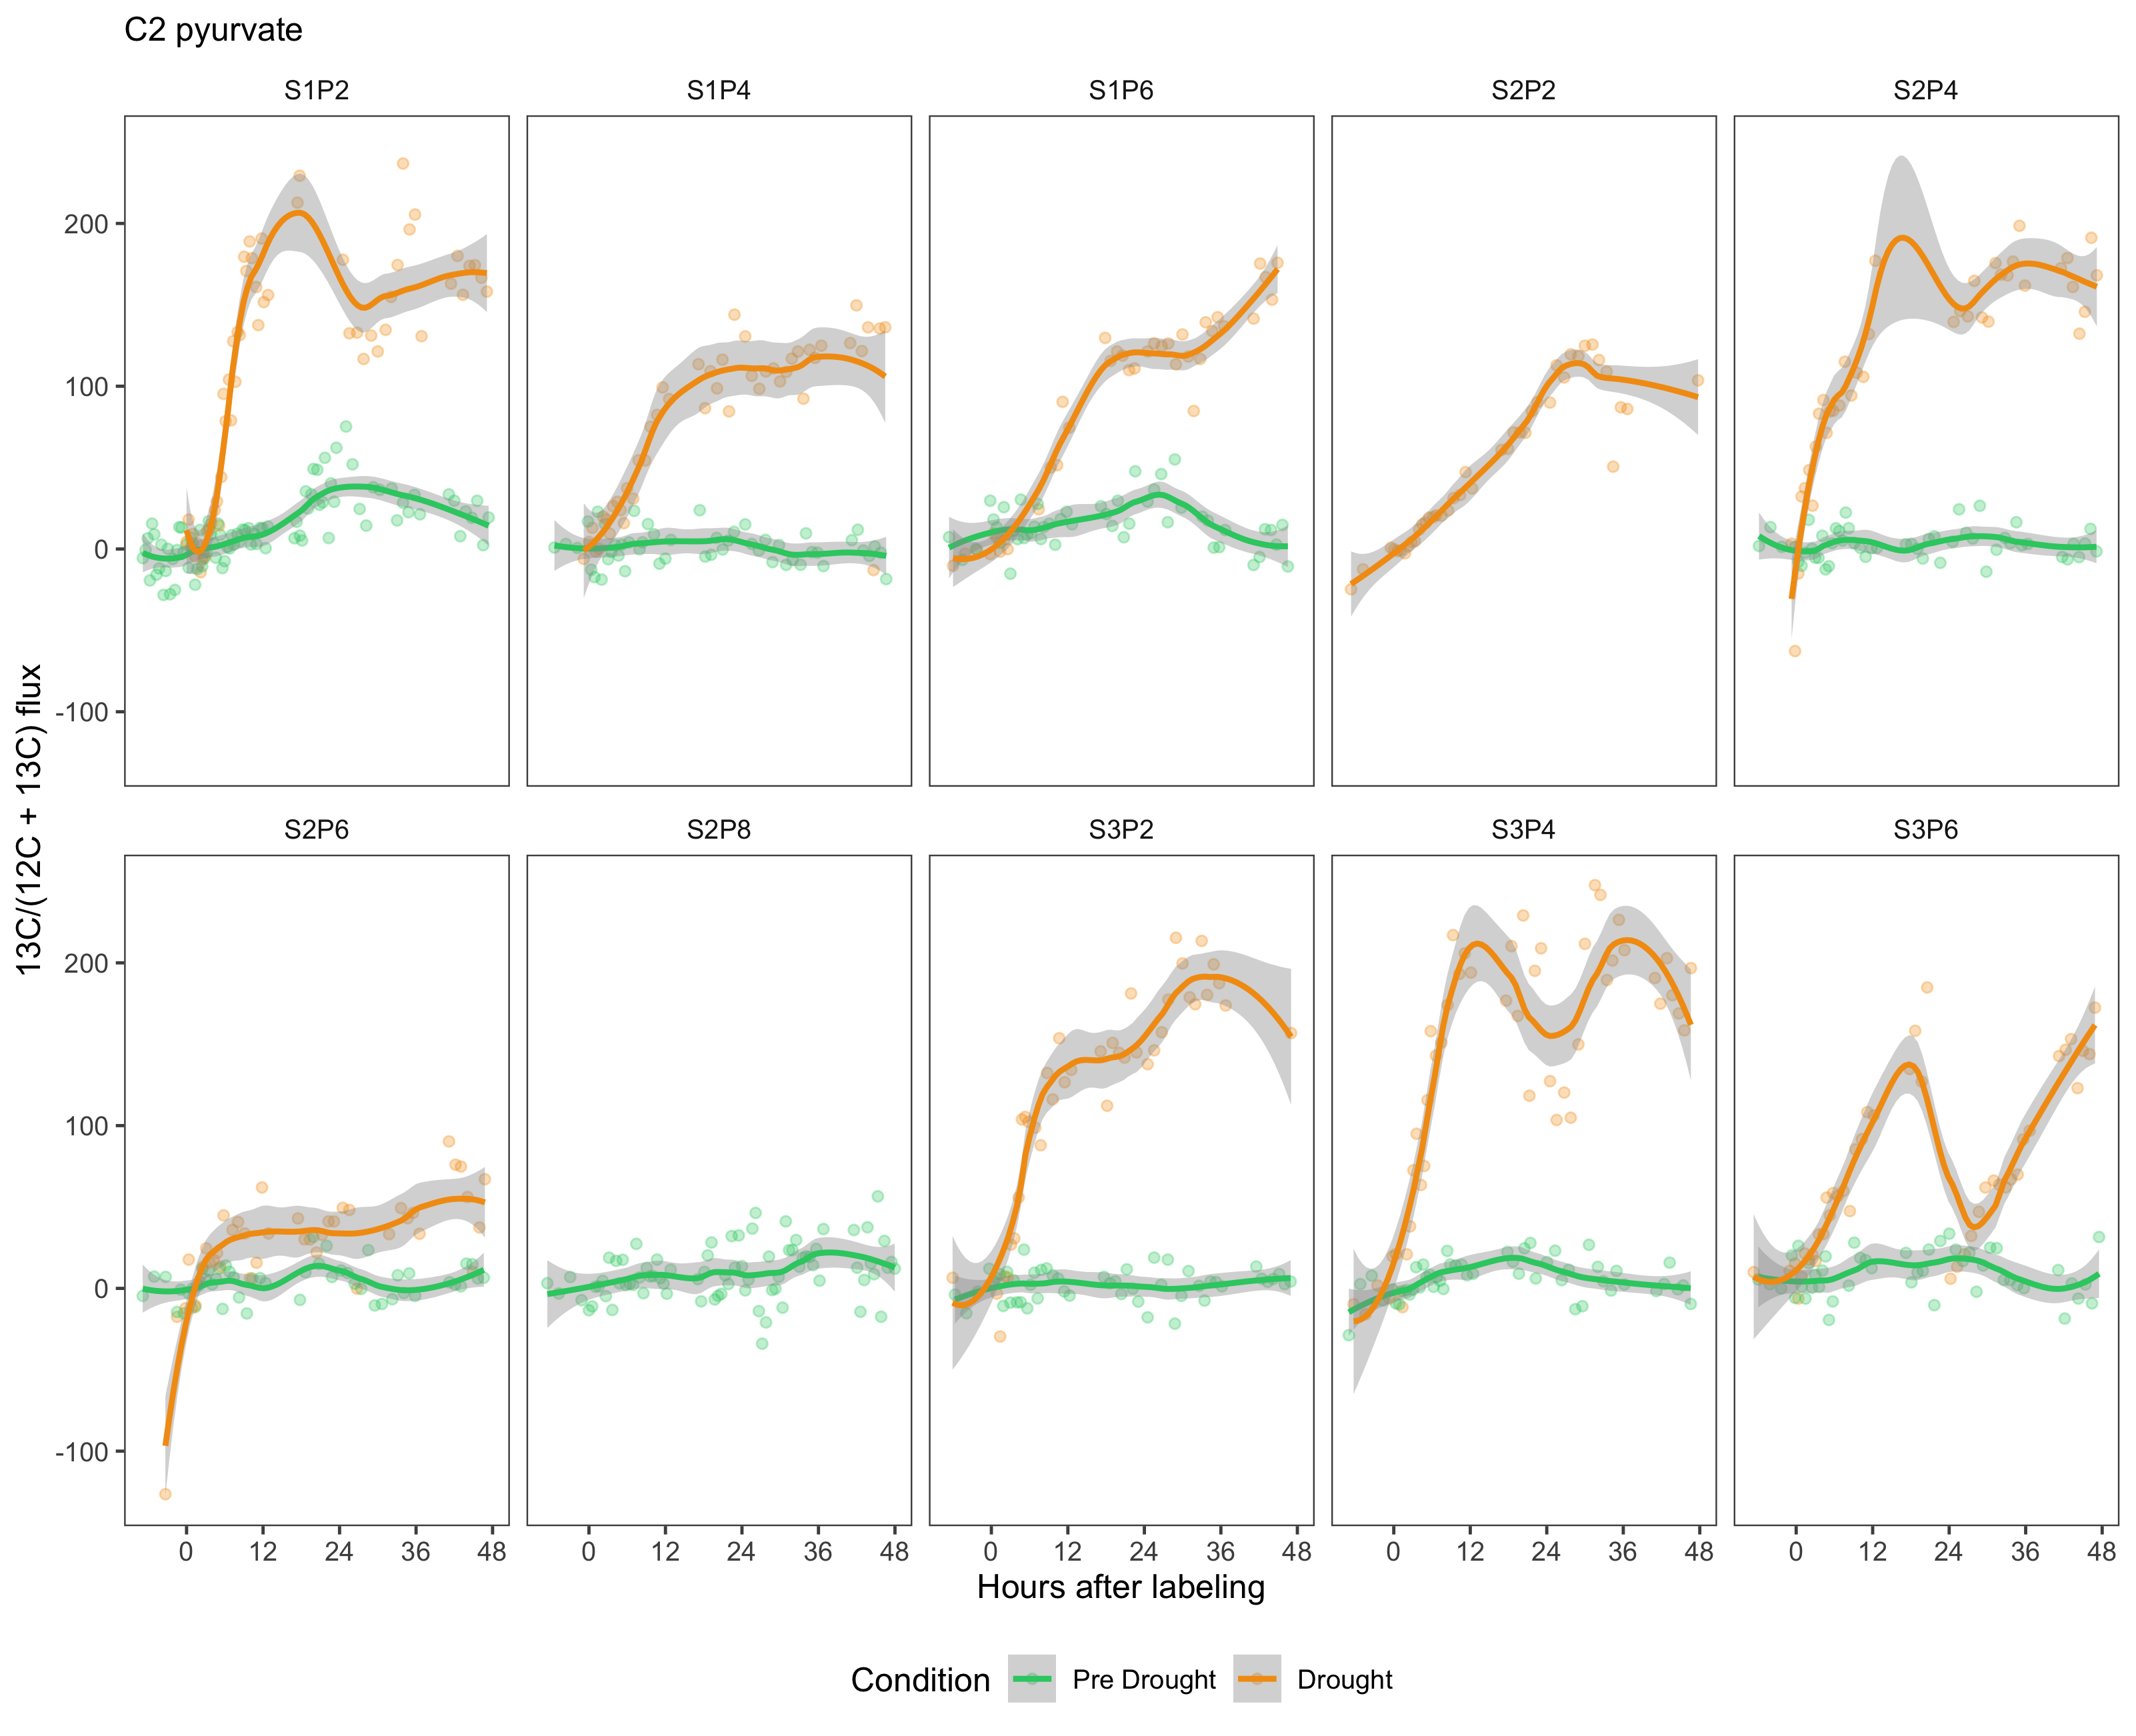 C2 pyurvate
S1P2 S1P4 S1P6 S2P2 S2P4
200
100
0
-100
S2P6 S2P8 S3P2 S3P4 S3P6
200
100
0
-100
13C/(12C + 13C) flux
0 12 24 36 48 0 12 24 36 48 0 12 24 36 48 0 12 24 36 48 0 12 24 36 48
Hours after labeling
Condition Pre Drought Drought